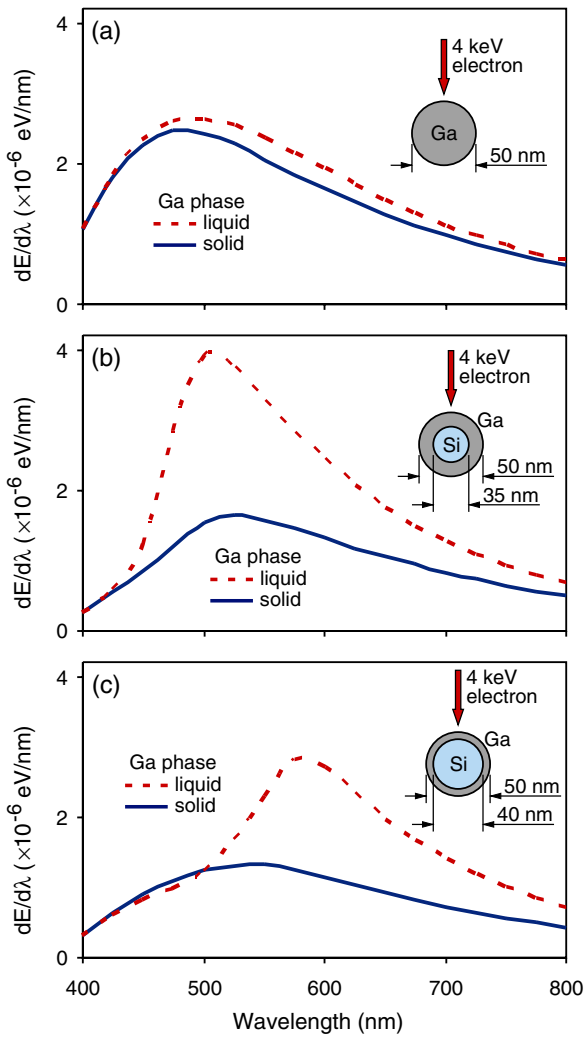 (a)
4 keV
electron
Ga
50 nm
Ga phase
liquid
solid
dE/dλ (×10⁻⁶ eV/nm)
4
2
0
(b)
4 keV
electron
Ga
Si
50 nm
35 nm
Ga phase
liquid
solid
dE/dλ (×10⁻⁶ eV/nm)
4
2
0
(c)
4 keV
electron
Ga
Si
50 nm
40 nm
Ga phase
liquid
solid
dE/dλ (×10⁻⁶ eV/nm)
4
2
0
400 500 600 700 800
Wavelength (nm)